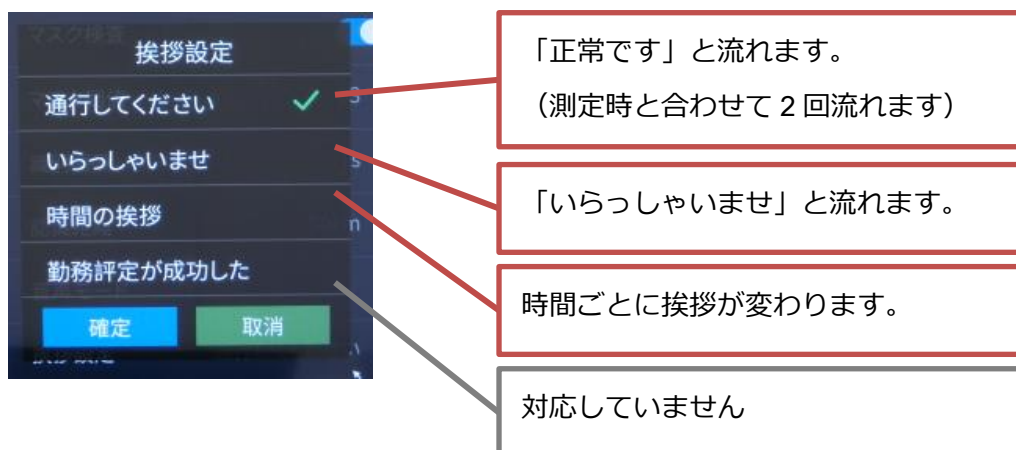 マスク検査
挨拶設定
通行してください
いらっしゃいませ
時間の挨拶
勤務評定が成功した
確定
取消
「正常です」と流れます。
（測定時と合わせて 2 回流れます）
「いらっしゃいませ」と流れます。
時間ごとに挨拶が変わります。
対応していません